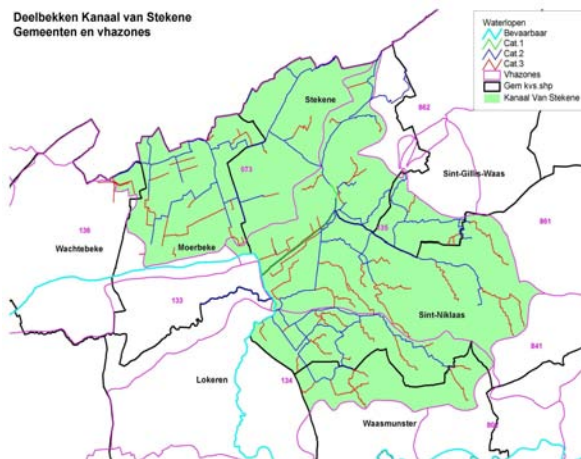 Deelbekken Kanaal van Stekene
Gemeenten en vhazones
Waterlopen
Bevaarbaar
Cat.1
Cat.2
Cat.3
Vhazones
Gem kvs.shp
Kanaal Van Stekene
Stekene
862
Sint-Gillis-Waas
973
136
Wachtebeke
Moerbeke
135
861
133
Sint-Niklaas
841
Lokeren
134
Waasmunster